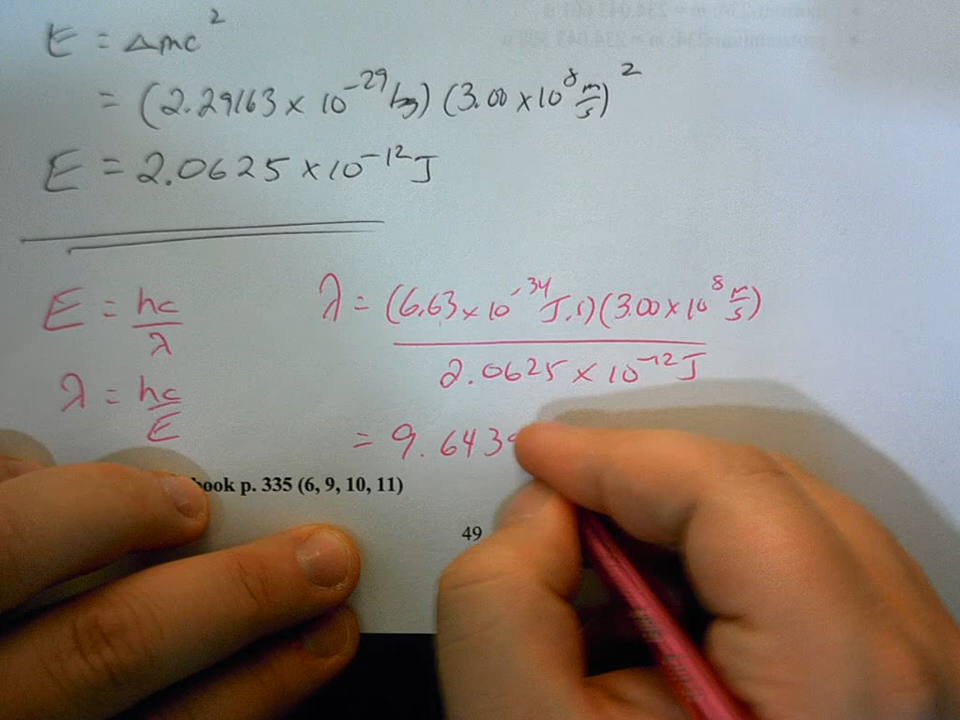 E = Δmc²
= (2.29163 x 10⁻²⁹ kg) (3.00 x 10⁸ m/s)²
E = 2.0625 x 10⁻¹² J
E = hc/λ
λ = (6.63 x 10⁻³⁴ J.s)(3.00 x 10⁸ m/s)/2.0625 x 10⁻¹² J
λ = hc/E
= 9.643
book p. 335 (6, 9, 10, 11)
49